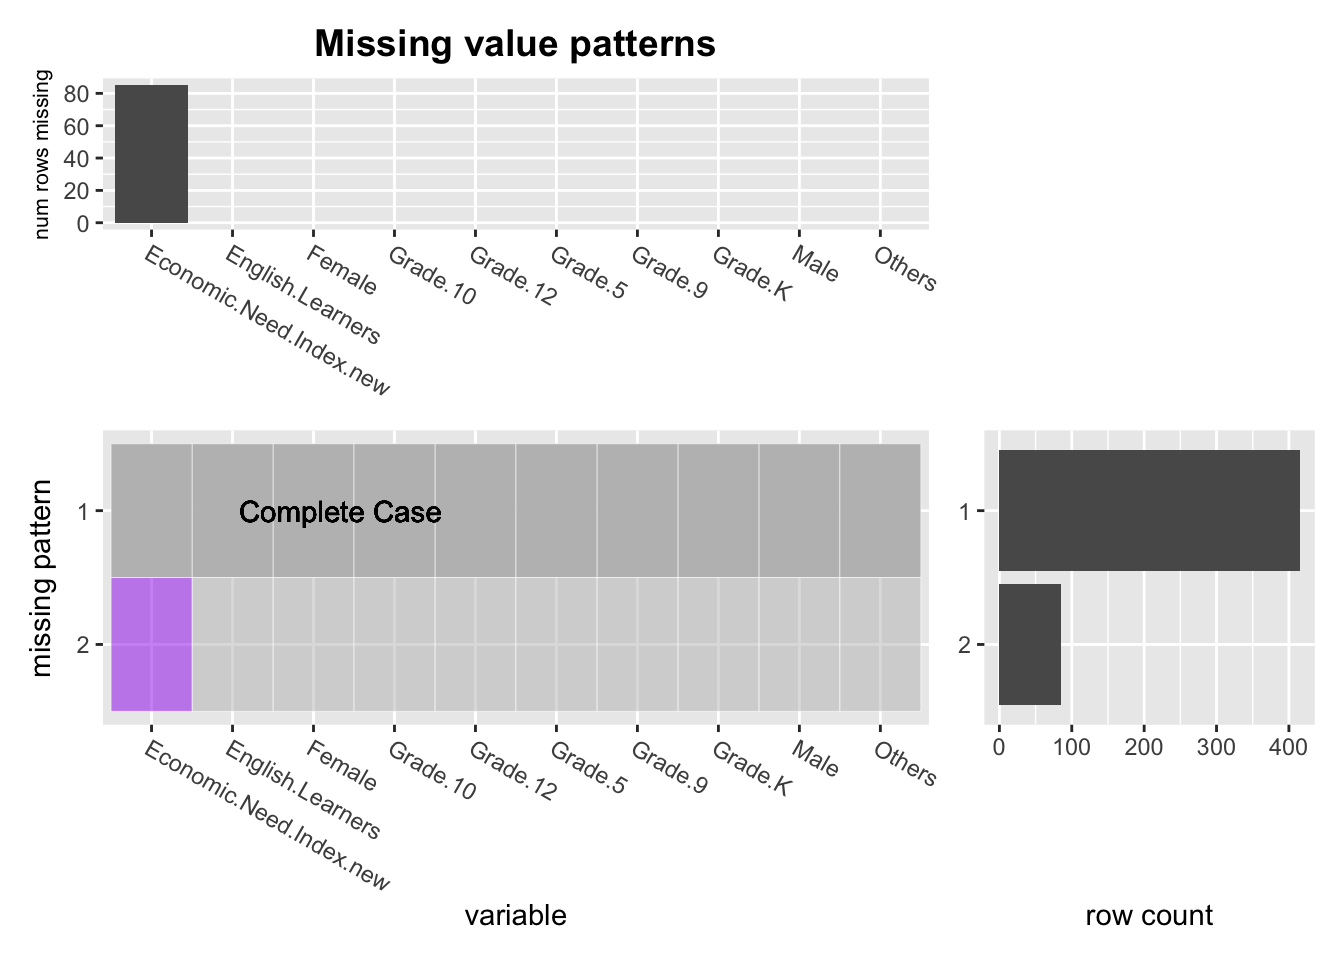 Missing value patterns
num rows missing
80
60
40
20
0
Economic.Need.Index.new
English.Learners
Female
Grade.10
Grade.12
Grade.5
Grade.9
Grade.K
Male
Others
missing pattern
1
Complete Case
2
Economic.Need.Index.new
English.Learners
Female
Grade.10
Grade.12
Grade.5
Grade.9
Grade.K
Male
Others
variable
1
2
0 100 200 300 400
row count